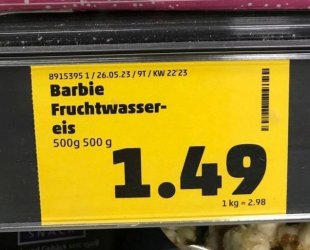 8915395 1 / 26.05.23 / 9T / KW 22'23
Barbie
Fruchtwasser-
eis
500g 500 g
1.49
1 kg = 2.98